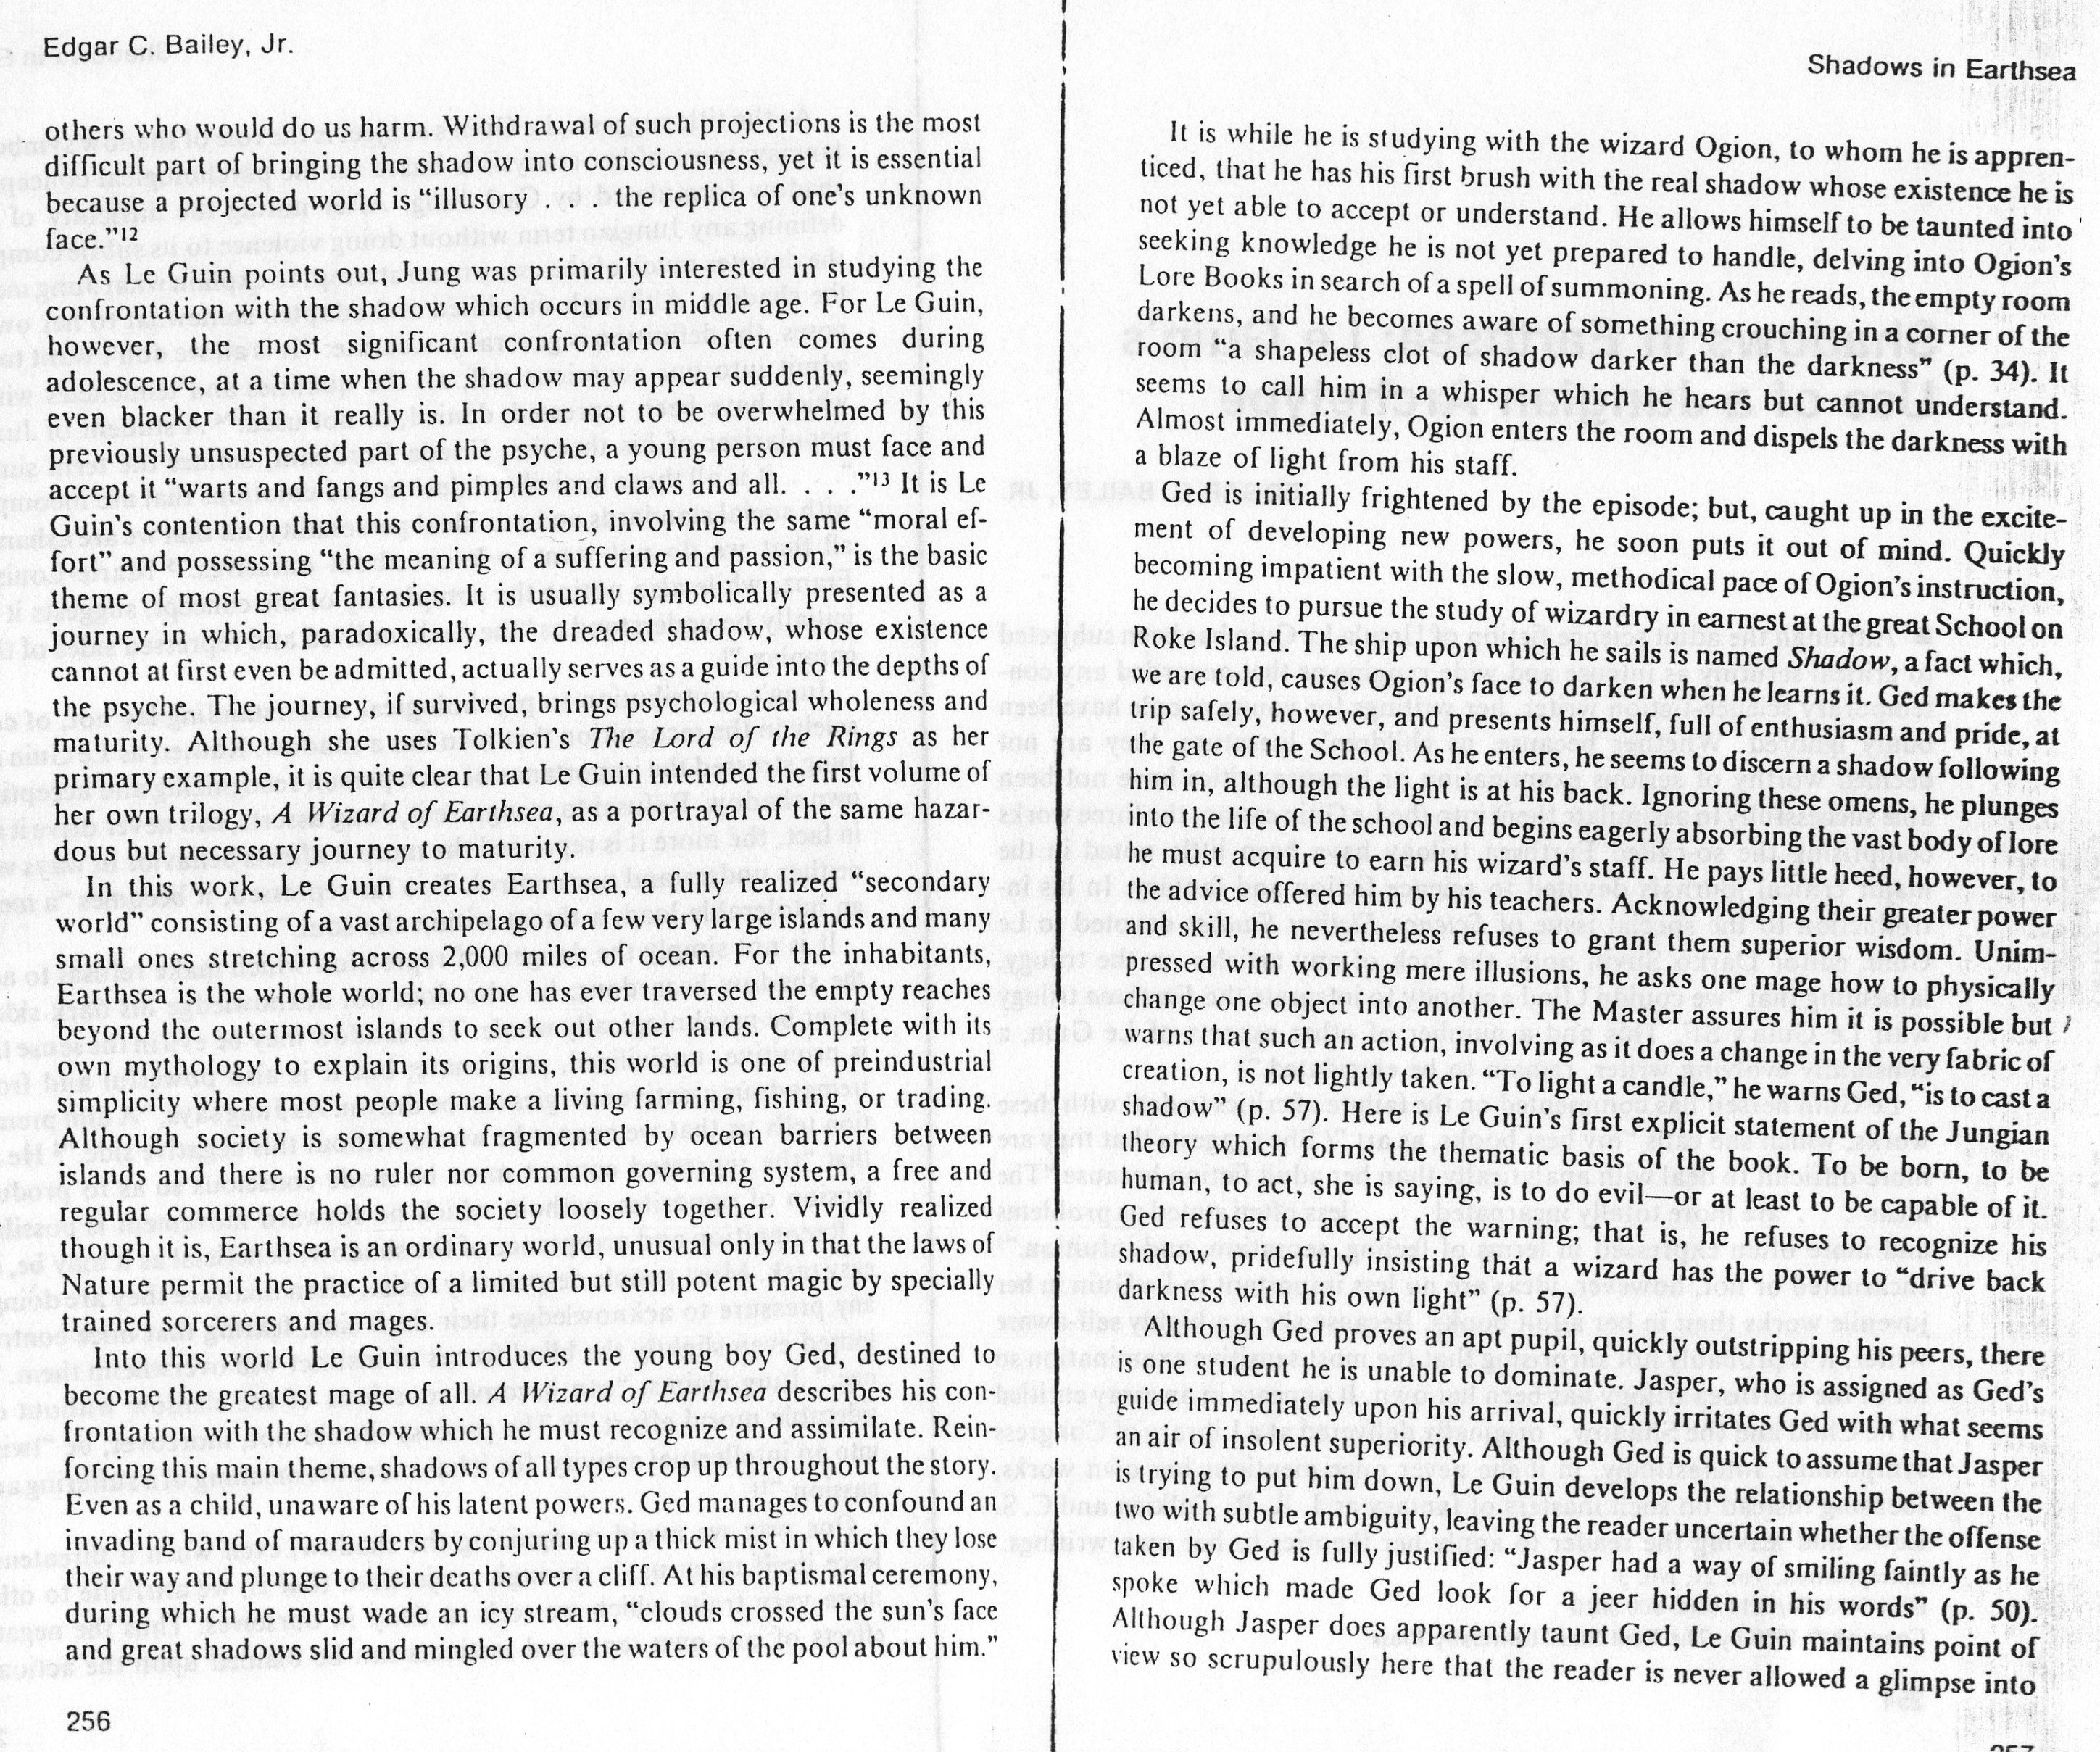 Edgar C. Bailey, Jr.
others who would do us harm. Withdrawal of such projections is the most
difficult part of bringing the shadow into consciousness, yet it is essential
because a projected world is “illusory . . . the replica of one’s unknown
face.”12
As Le Guin points out, Jung was primarily interested in studying the
confrontation with the shadow which occurs in middle age. For Le Guin,
however, the most significant confrontation often comes during
adolescence, at a time when the shadow may appear suddenly, seemingly
even blacker than it really is. In order not to be overwhelmed by this
previously unsuspected part of the psyche, a young person must face and
accept it “warts and fangs and pimples and claws and all. . . .”13 It is Le
Guin’s contention that this confrontation, involving the same “moral ef-
fort” and possessing “the meaning of a suffering and passion,” is the basic
theme of most great fantasies. It is usually symbolically presented as a
journey in which, paradoxically, the dreaded shadow, whose existence
cannot at first even be admitted, actually serves as a guide into the depths of
the psyche. The journey, if survived, brings psychological wholeness and
maturity. Although she uses Tolkien’s The Lord of the Rings as her
primary example, it is quite clear that Le Guin intended the first volume of
her own trilogy, A Wizard of Earthsea, as a portrayal of the same hazar-
dous but necessary journey to maturity.
In this work, Le Guin creates Earthsea, a fully realized “secondary
world” consisting of a vast archipelago of a few very large islands and many
small ones stretching across 2,000 miles of ocean. For the inhabitants,
Earthsea is the whole world; no one has ever traversed the empty reaches
beyond the outermost islands to seek out other lands. Complete with its
own mythology to explain its origins, this world is one of preindustrial
simplicity where most people make a living farming, fishing, or trading.
Although society is somewhat fragmented by ocean barriers between
islands and there is no ruler nor common governing system, a free and
regular commerce holds the society loosely together. Vividly realized
though it is, Earthsea is an ordinary world, unusual only in that the laws of
Nature permit the practice of a limited but still potent magic by specially
trained sorcerers and mages.
Into this world Le Guin introduces the young boy Ged, destined to
become the greatest mage of all. A Wizard of Earthsea describes his con-
frontation with the shadow which he must recognize and assimilate. Rein-
forcing this main theme, shadows of all types crop up throughout the story.
Even as a child, unaware of his latent powers. Ged manages to confound an
invading band of marauders by conjuring up a thick mist in which they lose
their way and plunge to their deaths over a cliff. At his baptismal ceremony,
during which he must wade an icy stream, “clouds crossed the sun’s face
and great shadows slid and mingled over the waters of the pool about him.”
256
Shadows in Earthsea
It is while he is studying with the wizard Ogion, to whom he is appren-
ticed, that he has his first brush with the real shadow whose existence he is
not yet able to accept or understand. He allows himself to be taunted into
seeking knowledge he is not yet prepared to handle, delving into Ogion’s
Lore Books in search of a spell of summoning. As he reads, the empty room
darkens, and he becomes aware of something crouching in a corner of the
room “a shapeless clot of shadow darker than the darkness” (p. 34). It
seems to call him in a whisper which he hears but cannot understand.
Almost immediately, Ogion enters the room and dispels the darkness with
a blaze of light from his staff.
Ged is initially frightened by the episode; but, caught up in the excite-
ment of developing new powers, he soon puts it out of mind. Quickly
becoming impatient with the slow, methodical pace of Ogion’s instruction,
he decides to pursue the study of wizardry in earnest at the great School on
Roke Island. The ship upon which he sails is named Shadow, a fact which,
we are told, causes Ogion’s face to darken when he learns it. Ged makes the
trip safely, however, and presents himself, full of enthusiasm and pride, at
the gate of the School. As he enters, he seems to discern a shadow following
him in, although the light is at his back. Ignoring these omens, he plunges
into the life of the school and begins eagerly absorbing the vast body of lore
he must acquire to earn his wizard’s staff. He pays little heed, however, to
the advice offered him by his teachers. Acknowledging their greater power
and skill, he nevertheless refuses to grant them superior wisdom. Unim-
pressed with working mere illusions, he asks one mage how to physically
change one object into another. The Master assures him it is possible but
warns that such an action, involving as it does a change in the very fabric of
creation, is not lightly taken. “To light a candle,” he warns Ged, “is to cast a
shadow” (p. 57). Here is Le Guin’s first explicit statement of the Jungian
theory which forms the thematic basis of the book. To be born, to be
human, to act, she is saying, is to do evil—or at least to be capable of it.
Ged refuses to accept the warning; that is, he refuses to recognize his
shadow, pridefully insisting that a wizard has the power to “drive back
darkness with his own light” (p. 57).
Although Ged proves an apt pupil, quickly outstripping his peers, there
is one student he is unable to dominate. Jasper, who is assigned as Ged’s
guide immediately upon his arrival, quickly irritates Ged with what seems
an air of insolent superiority. Although Ged is quick to assume that Jasper
is trying to put him down, Le Guin develops the relationship between the
two with subtle ambiguity, leaving the reader uncertain whether the offense
taken by Ged is fully justified: “Jasper had a way of smiling faintly as he
spoke which made Ged look for a jeer hidden in his words” (p. 50).
Although Jasper does apparently taunt Ged, Le Guin maintains point of
view so scrupulously here that the reader is never allowed a glimpse into